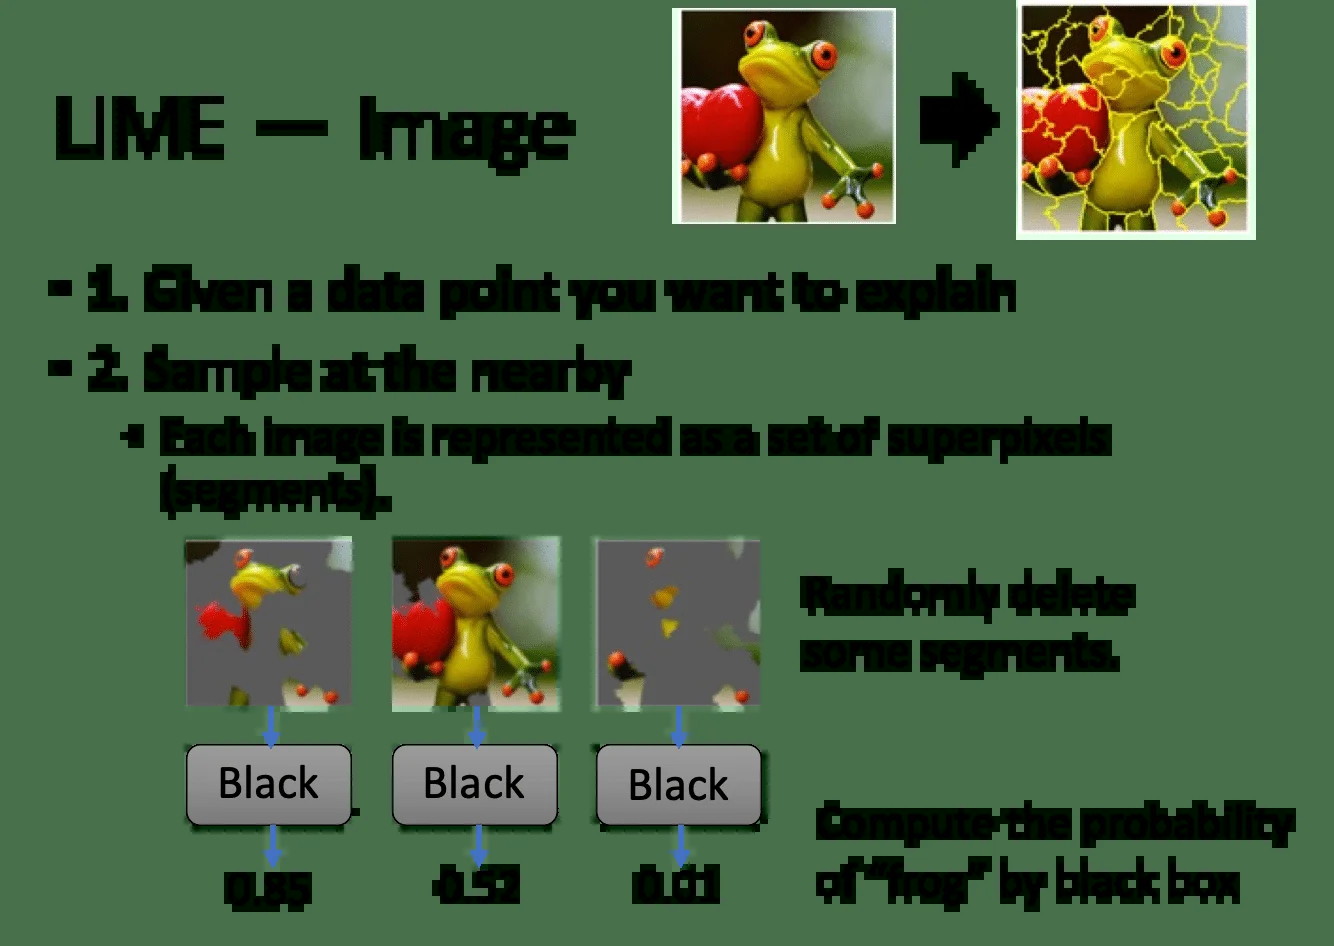 LIME — Image
1. Given a data point you want to explain
2. Sample at the nearby
Each image is represented as a set of superpixels
(segments).
Randomly delete
some segments.
Black Black Black
Compute the probability
of “frog” by black box
0.85 0.52 0.01